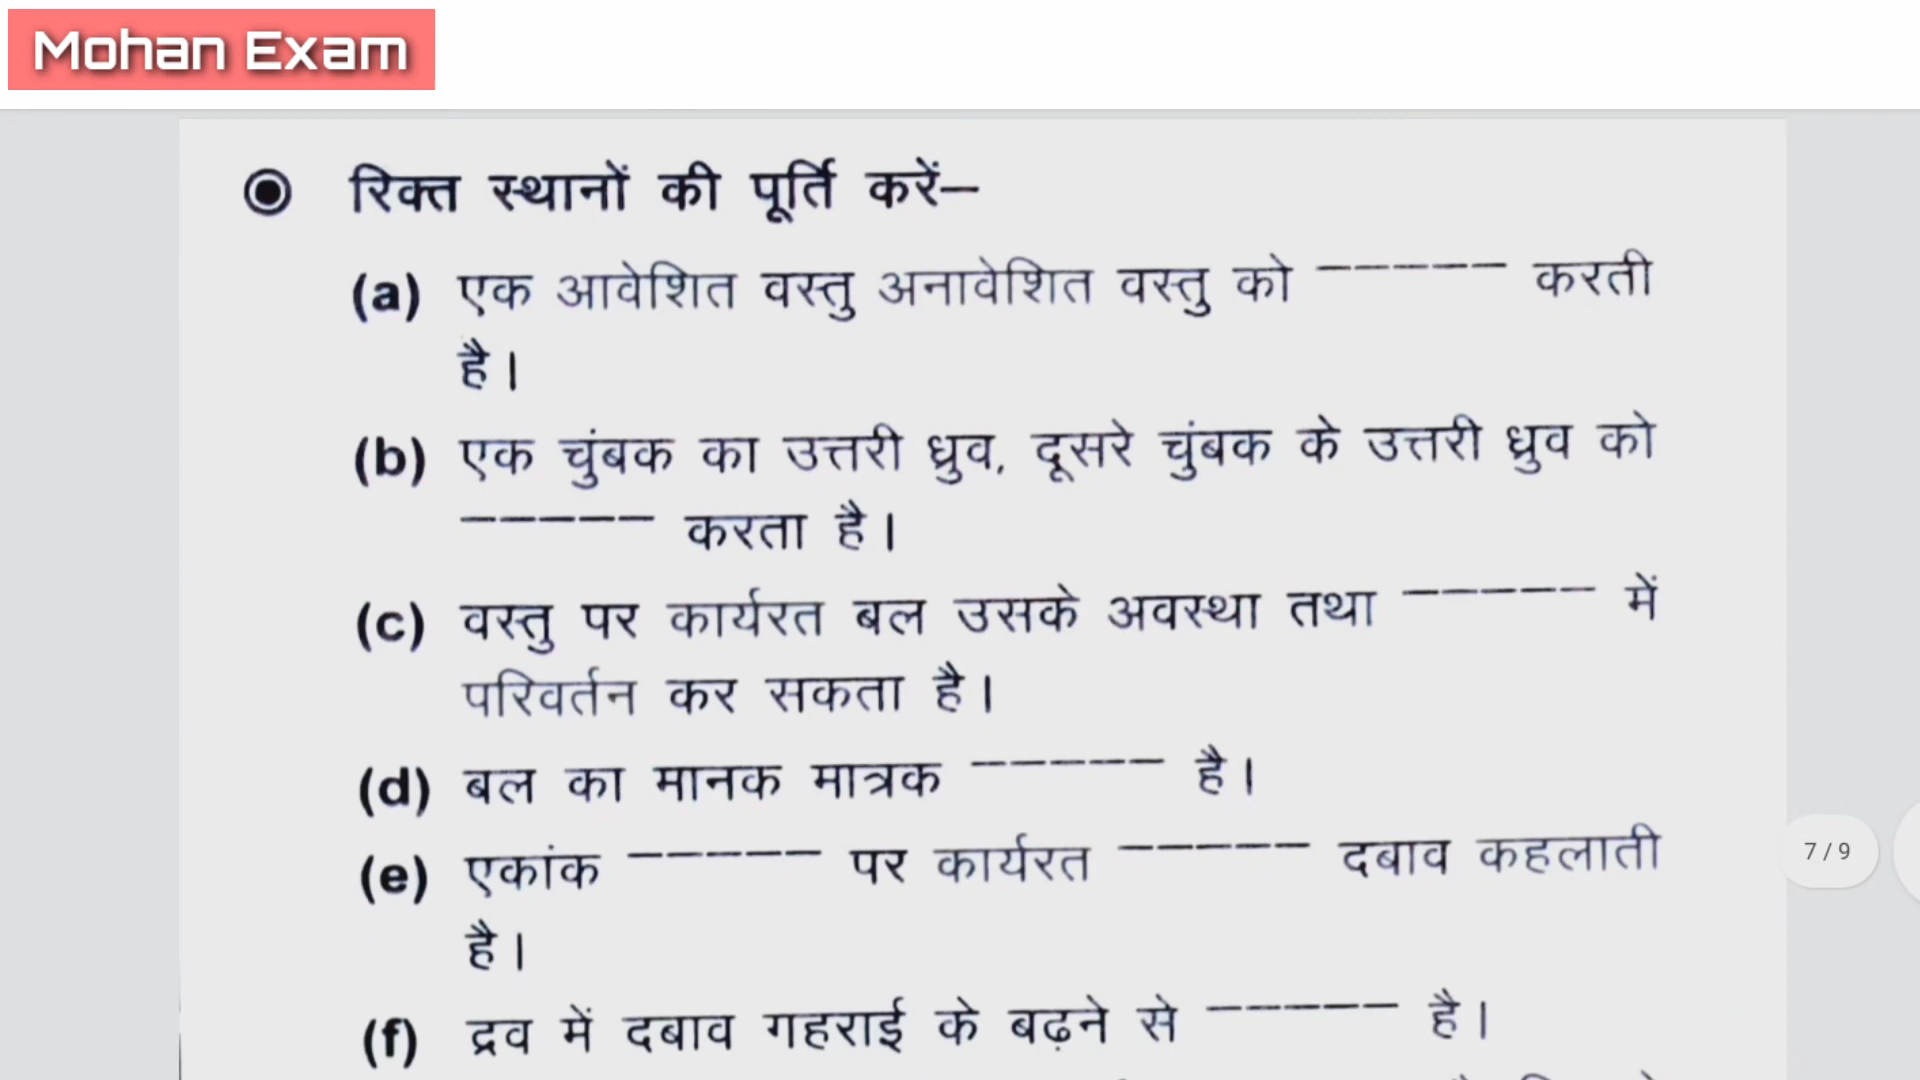 Mohan Exam
रिक्त स्थानों की पूर्ति करें–
(a) एक आवेशित वस्तु अनावेशित वस्तु को ––––– करती
है।
(b) एक चुंबक का उत्तरी ध्रुव, दूसरे चुंबक के उत्तरी ध्रुव को
––––– करता है।
(c) वस्तु पर कार्यरत बल उसके अवस्था तथा ––––– में
परिवर्तन कर सकता है।
(d) बल का मानक मात्रक ––––– है।
(e) एकांक ––––– पर कार्यरत ––––– दबाव कहलाती
है।
7 / 9
(f) द्रव में दबाव गहराई के बढ़ने से ––––– है।